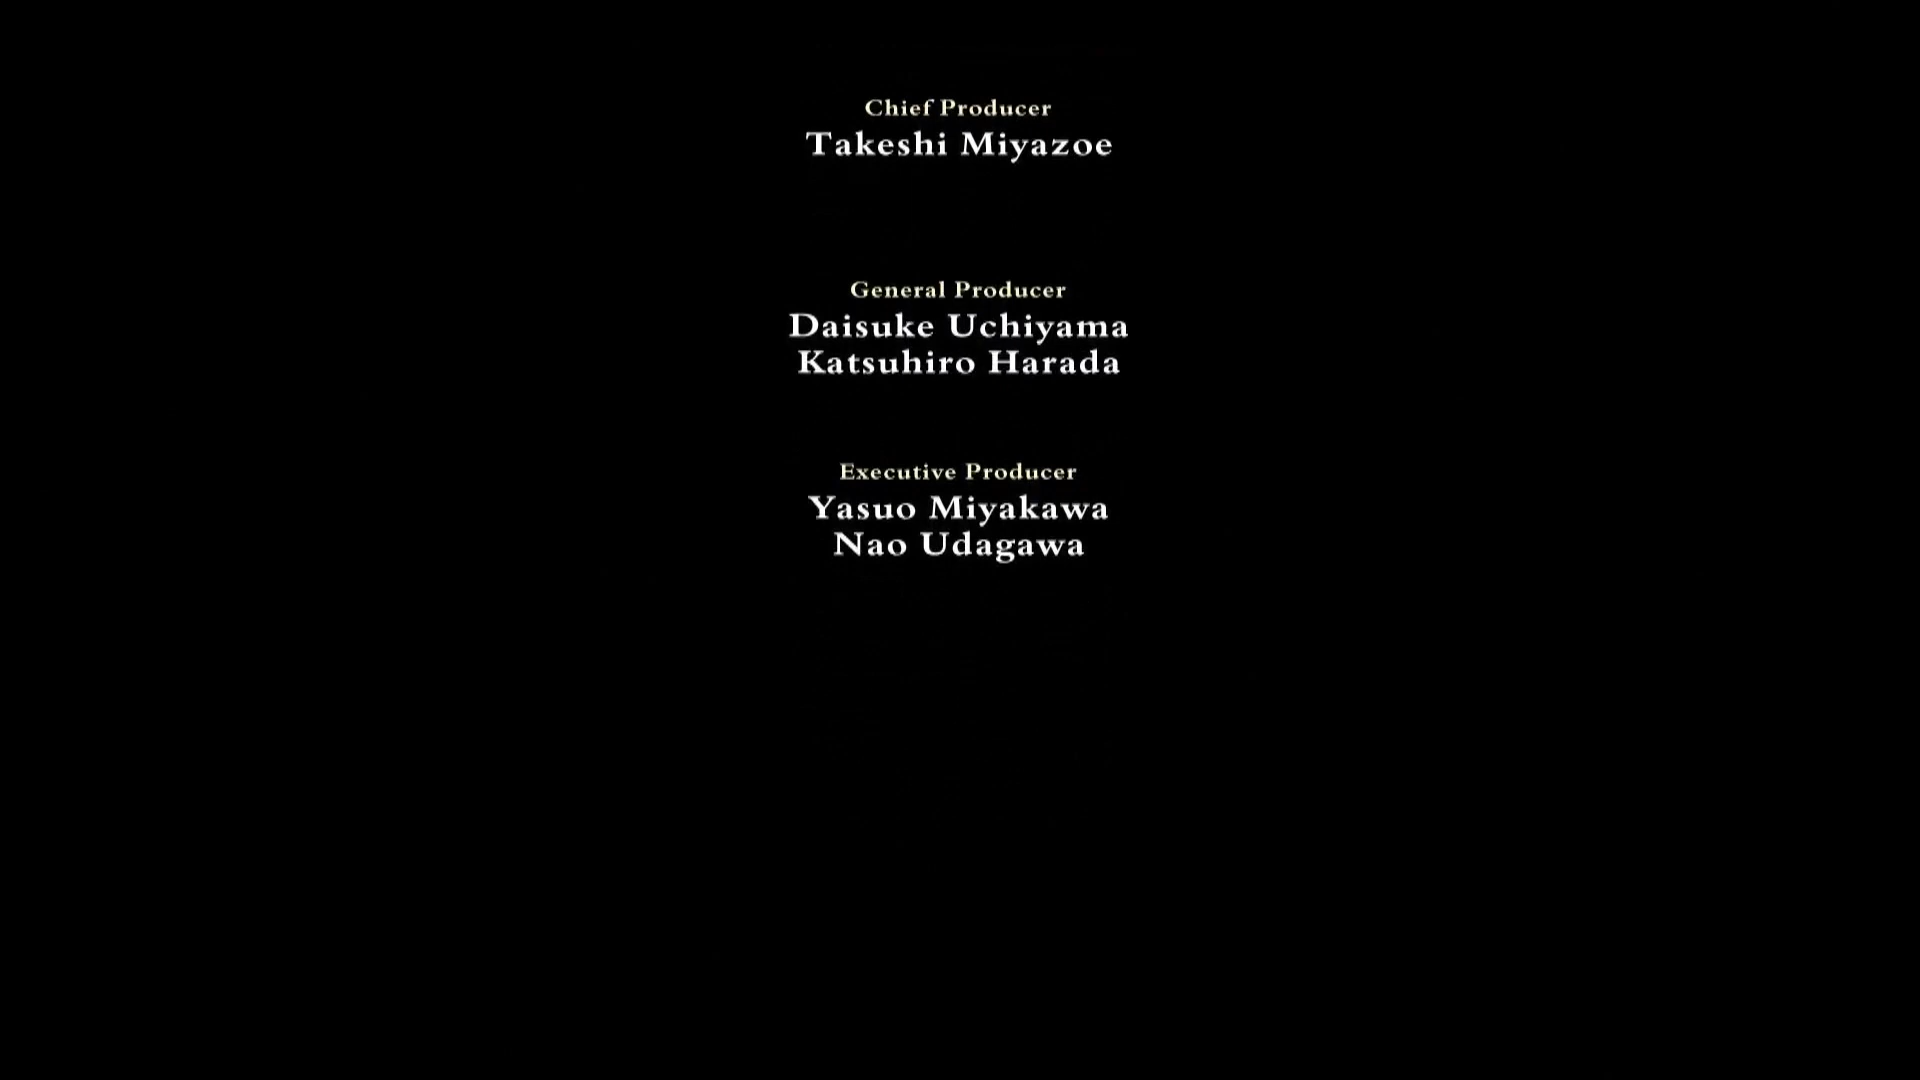 Chief Producer
Takeshi Miyazoe
General Producer
Daisuke Uchiyama
Katsuhiro Harada
Executive Producer
Yasuo Miyakawa
Nao Udagawa